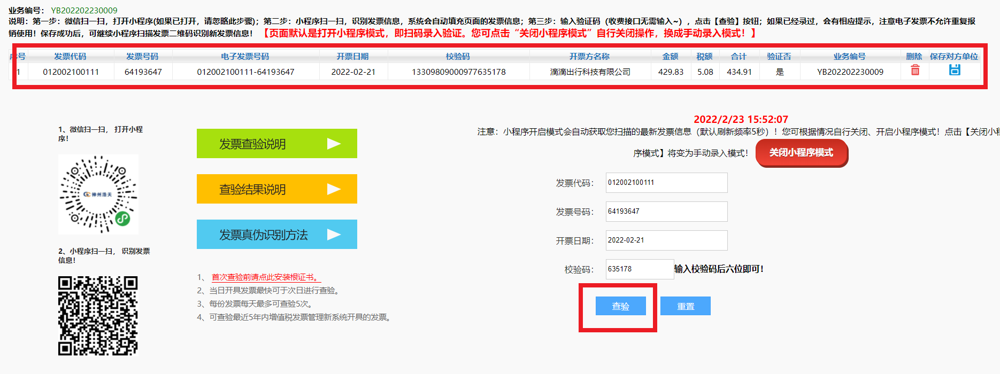 业务编号： YB202202230009
说明：第一步：微信扫一扫，打开小程序(如果已打开，请忽略此步骤)；第二步：小程序扫一扫，识别发票信息，系统会自动填充页面的发票信息；第三步：输入验证码（收费接口无需输入~），点击【查验】按钮；如果已经录过，会有相应提示，注意电子发票不允许重复报
销使用！保存成功后，可继续小程序扫描发票二维码识别新发票信息！ 【页面默认是打开小程序模式，即扫码录入验证。您可点击“关闭小程序模式”自行关闭操作，换成手动录入模式！】
序号 发票代码 发票号码 电子发票号码 开票日期 校验码 开票方名称 金额 税额 合计 验证否 业务编号 删除 保存对方单位
1 012002100111 64193647 012002100111-64193647 2022-02-21 13309809000977635178 滴滴出行科技有限公司 429.83 5.08 434.91 是 YB202202230009
1、微信扫一扫， 打开小程
序！
神州浩天
2、小程序扫一扫， 识别发票
信息！
发票查验说明
查验结果说明
发票真伪识别方法
1、 首次查验前请点此安装根证书。
2、当日开具发票最快可于次日进行查验。
3、每份发票每天最多可查验5次。
4、可查验最近5年内增值税发票管理新系统开具的发票。
2022/2/23 15:52:07
注意：小程序开启模式会自动获取您扫描的最新发票信息（默认刷新频率5秒）！您可根据情况自行关闭、开启小程序模式！点击【关闭小程
序模式】将变为手动录入模式！ 关闭小程序模式
发票代码： 012002100111
发票号码： 64193647
开票日期： 2022-02-21
校验码： 635178 输入校验码后六位即可！
查验 重置